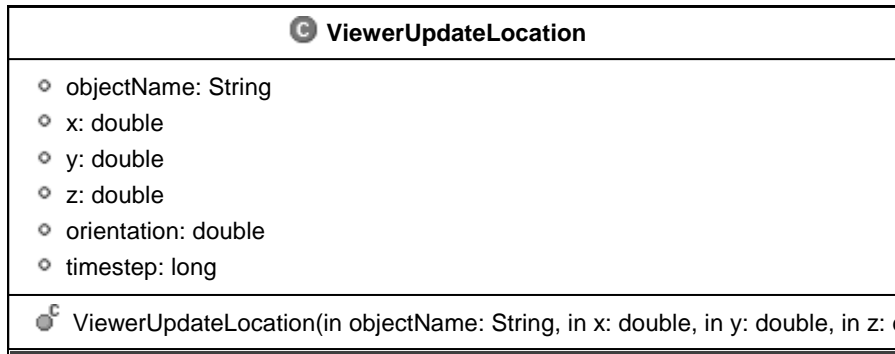 C ViewerUpdateLocation
objectName: String
x: double
y: double
z: double
orientation: double
timestep: long
C ViewerUpdateLocation(in objectName: String, in x: double, in y: double, in z: